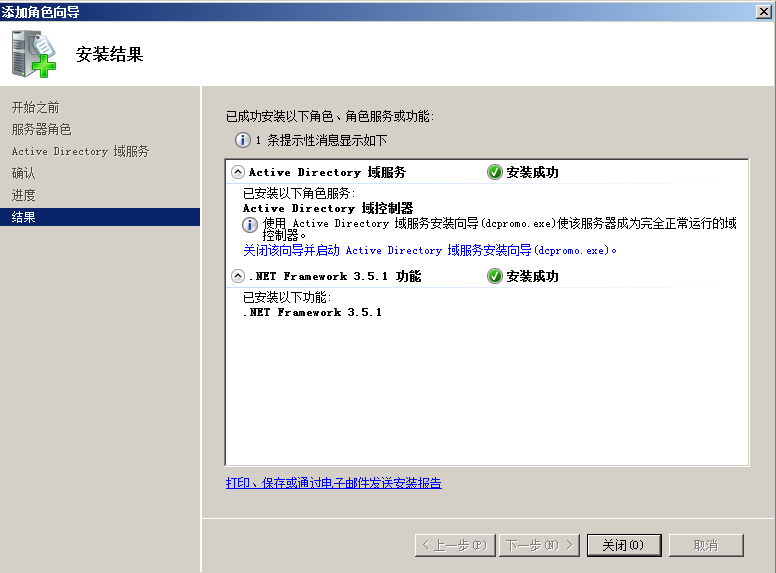 添加角色向导
安装结果
开始之前
服务器角色
Active Directory 域服务
确认
进度
结果
已成功安装以下角色、角色服务或功能:
1 条提示性消息显示如下
Active Directory 域服务 安装成功
已安装以下角色服务:
Active Directory 域控制器
使用 Active Directory 域服务安装向导(dcpromo.exe)使该服务器成为完全正常运行的域
控制器。
关闭该向导并启动 Active Directory 域服务安装向导(dcpromo.exe)。
.NET Framework 3.5.1 功能 安装成功
已安装以下功能:
.NET Framework 3.5.1
打印、保存或通过电子邮件发送安装报告
< 上一步(P) 下一步(N) > 关闭(O) 取消